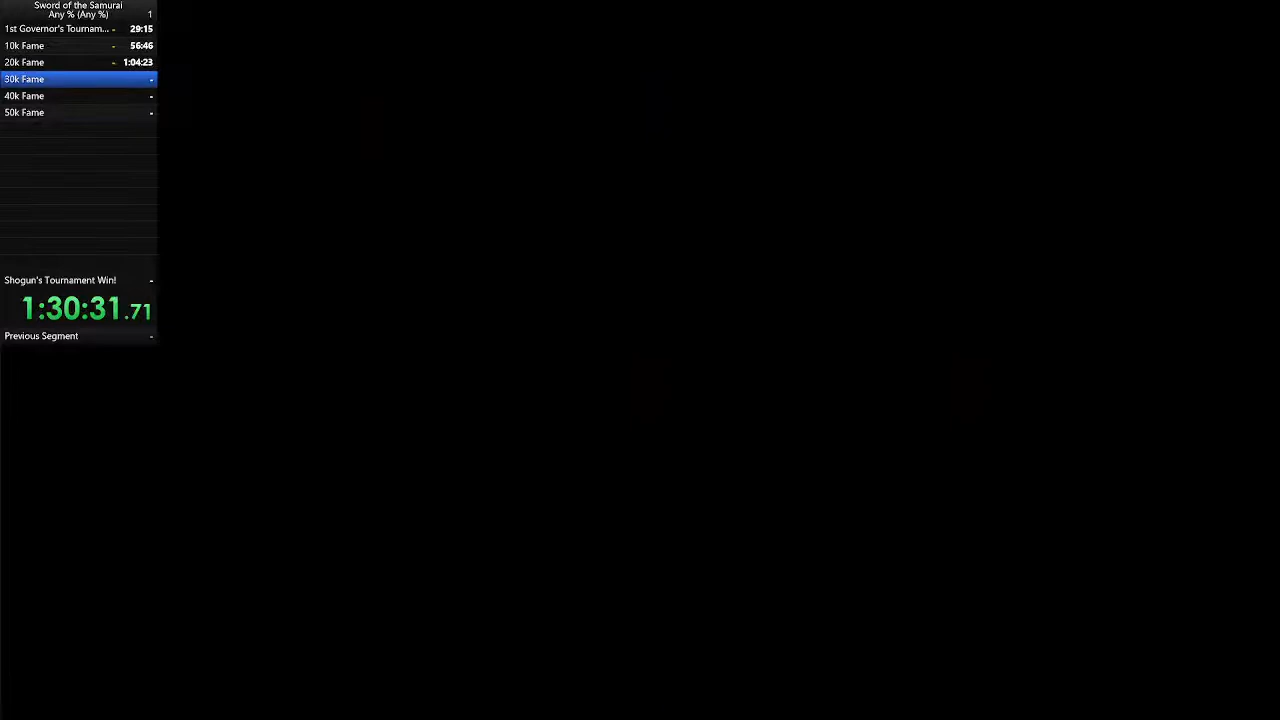 Sword of the Samurai
Any % (Any %) 1
1st Governor's Tournam... - 29:15
10k Fame - 56:46
20k Fame - 1:04:23
30k Fame -
40k Fame -
50k Fame -
Shogun's Tournament Win! -
1:30:31.71
Previous Segment -